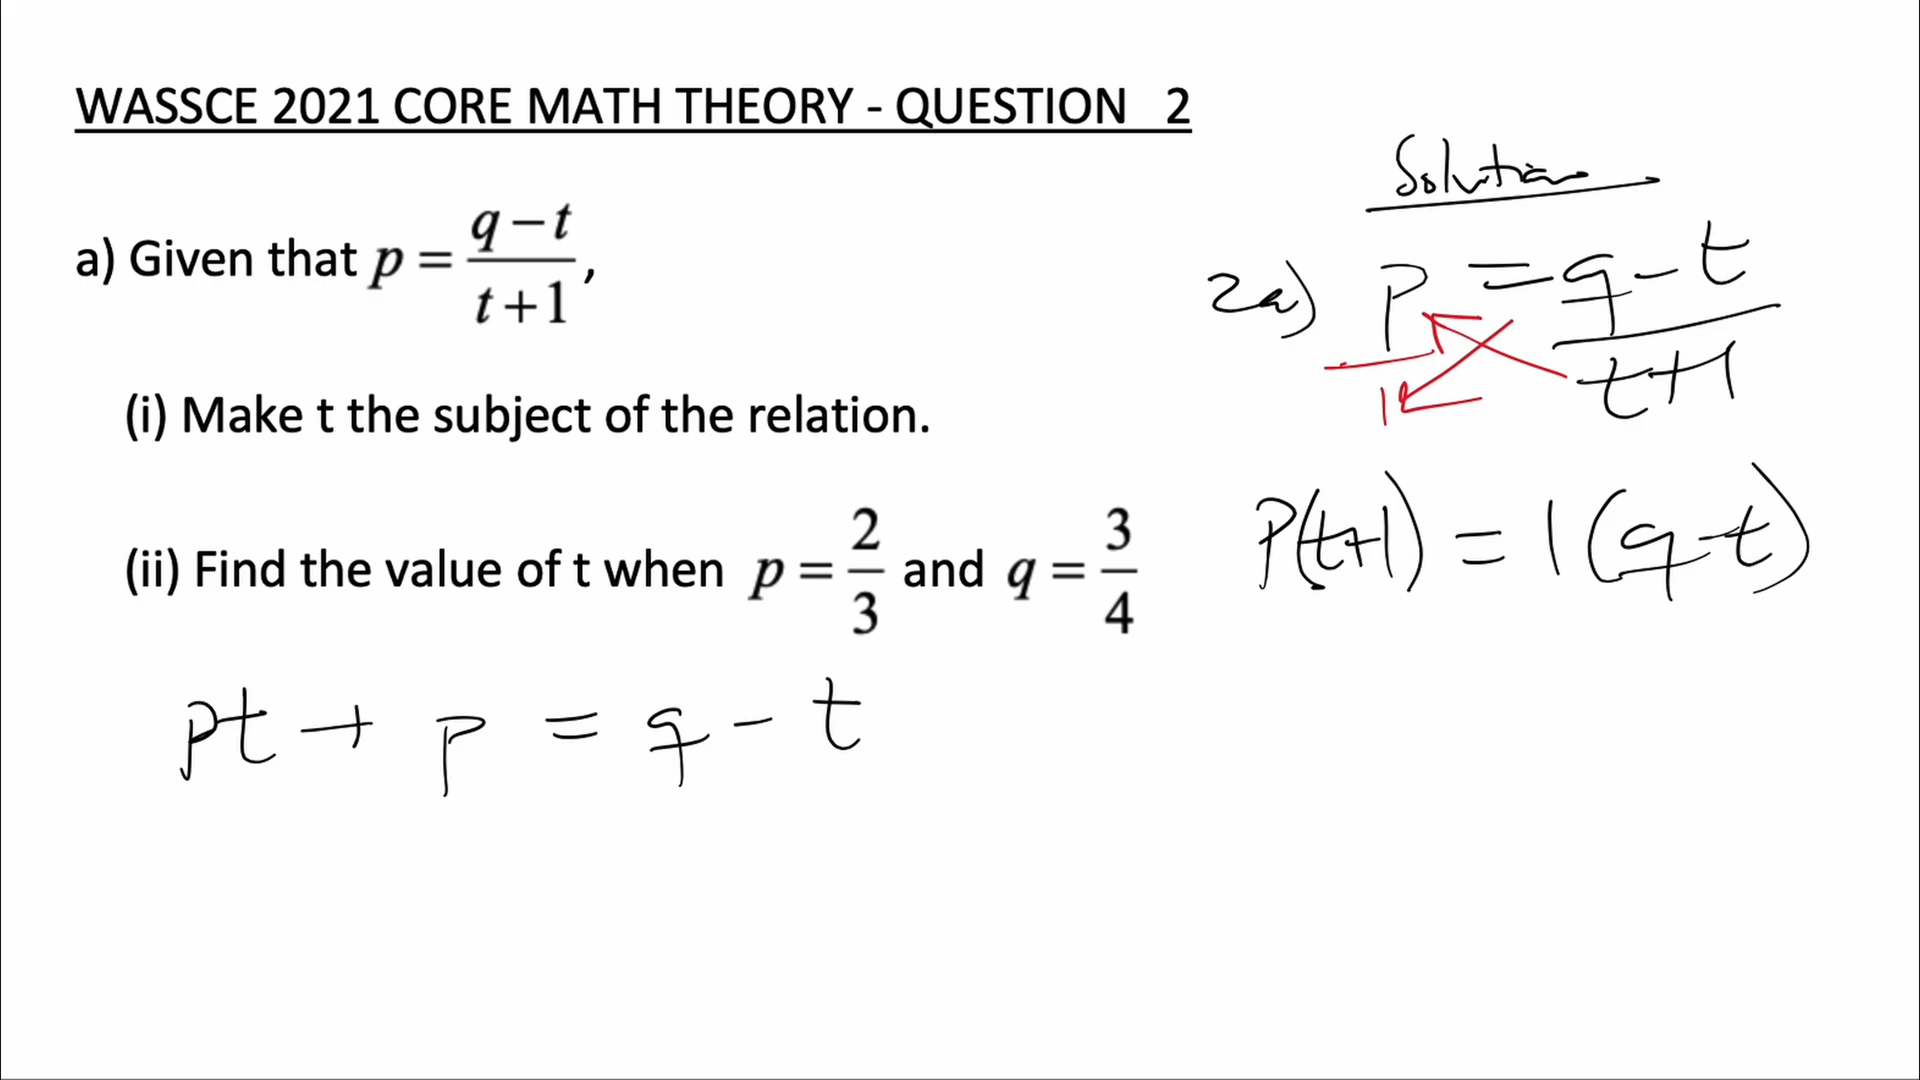 WASSCE 2021 CORE MATH THEORY - QUESTION 2
a) Given that p = (q − t)/(t + 1),
(i) Make t the subject of the relation.
(ii) Find the value of t when p = 2/3 and q = 3/4
pt + p = q − t
Solution
2a) P/1 = (q − t)/(t+1)
P(t+1) = 1(q−t)